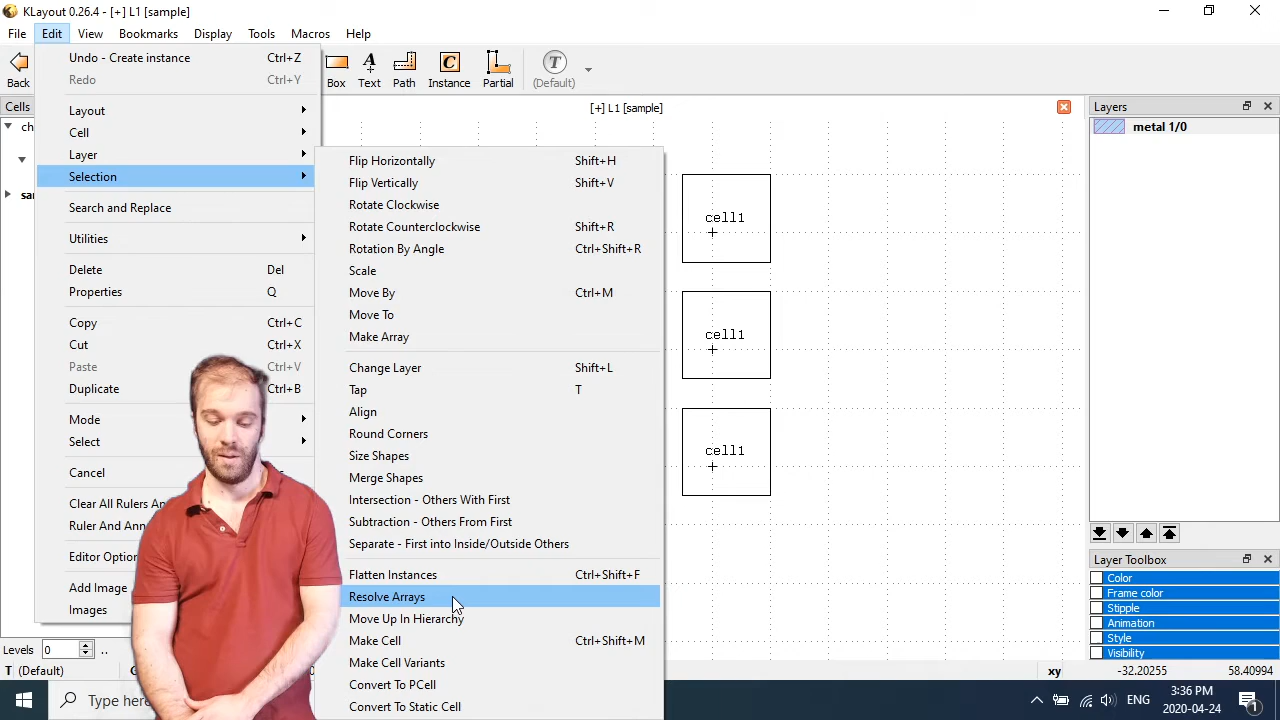 KLayout 0.26.4 - [+] L1 [sample]
File Edit View Bookmarks Display Tools Macros Help
Back Box Text Path Instance Partial (Default)
T
Cells
ch
sar
Levels 0 ..
T (Default)
Undo - Create instance Ctrl+Z
Redo Ctrl+Y
Layout
Cell
Layer
Selection
Search and Replace
Utilities
Delete Del
Properties Q
Copy Ctrl+C
Cut Ctrl+X
Paste Ctrl+V
Duplicate Ctrl+B
Mode
Select
Cancel
Clear All Rulers
Ruler And
Editor
Add Image
Images
Flip Horizontally Shift+H
Flip Vertically Shift+V
Rotate Clockwise
Rotate Counterclockwise Shift+R
Rotation By Angle Ctrl+Shift+R
Scale
Move By Ctrl+M
Move To
Make Array
Change Layer Shift+L
Tap T
Align
Round Corners
Size Shapes
Merge Shapes
Intersection - Others With First
Subtraction - Others From First
Separate - First into Inside/Outside Others
Flatten Instances Ctrl+Shift+F
Resolve Arrays
Move Up In Hierarchy
Make Cell Ctrl+Shift+M
Make Cell Variants
Convert To PCell
Convert To Static Cell
[+] L1 [sample]
cell1
cell1
cell1
Layers
metal 1/0
Layer Toolbox
Color
Frame color
Stipple
Animation
Style
Visibility
xy -32.20255 58.40994
Type here
ENG
3:36 PM
2020-04-24
1